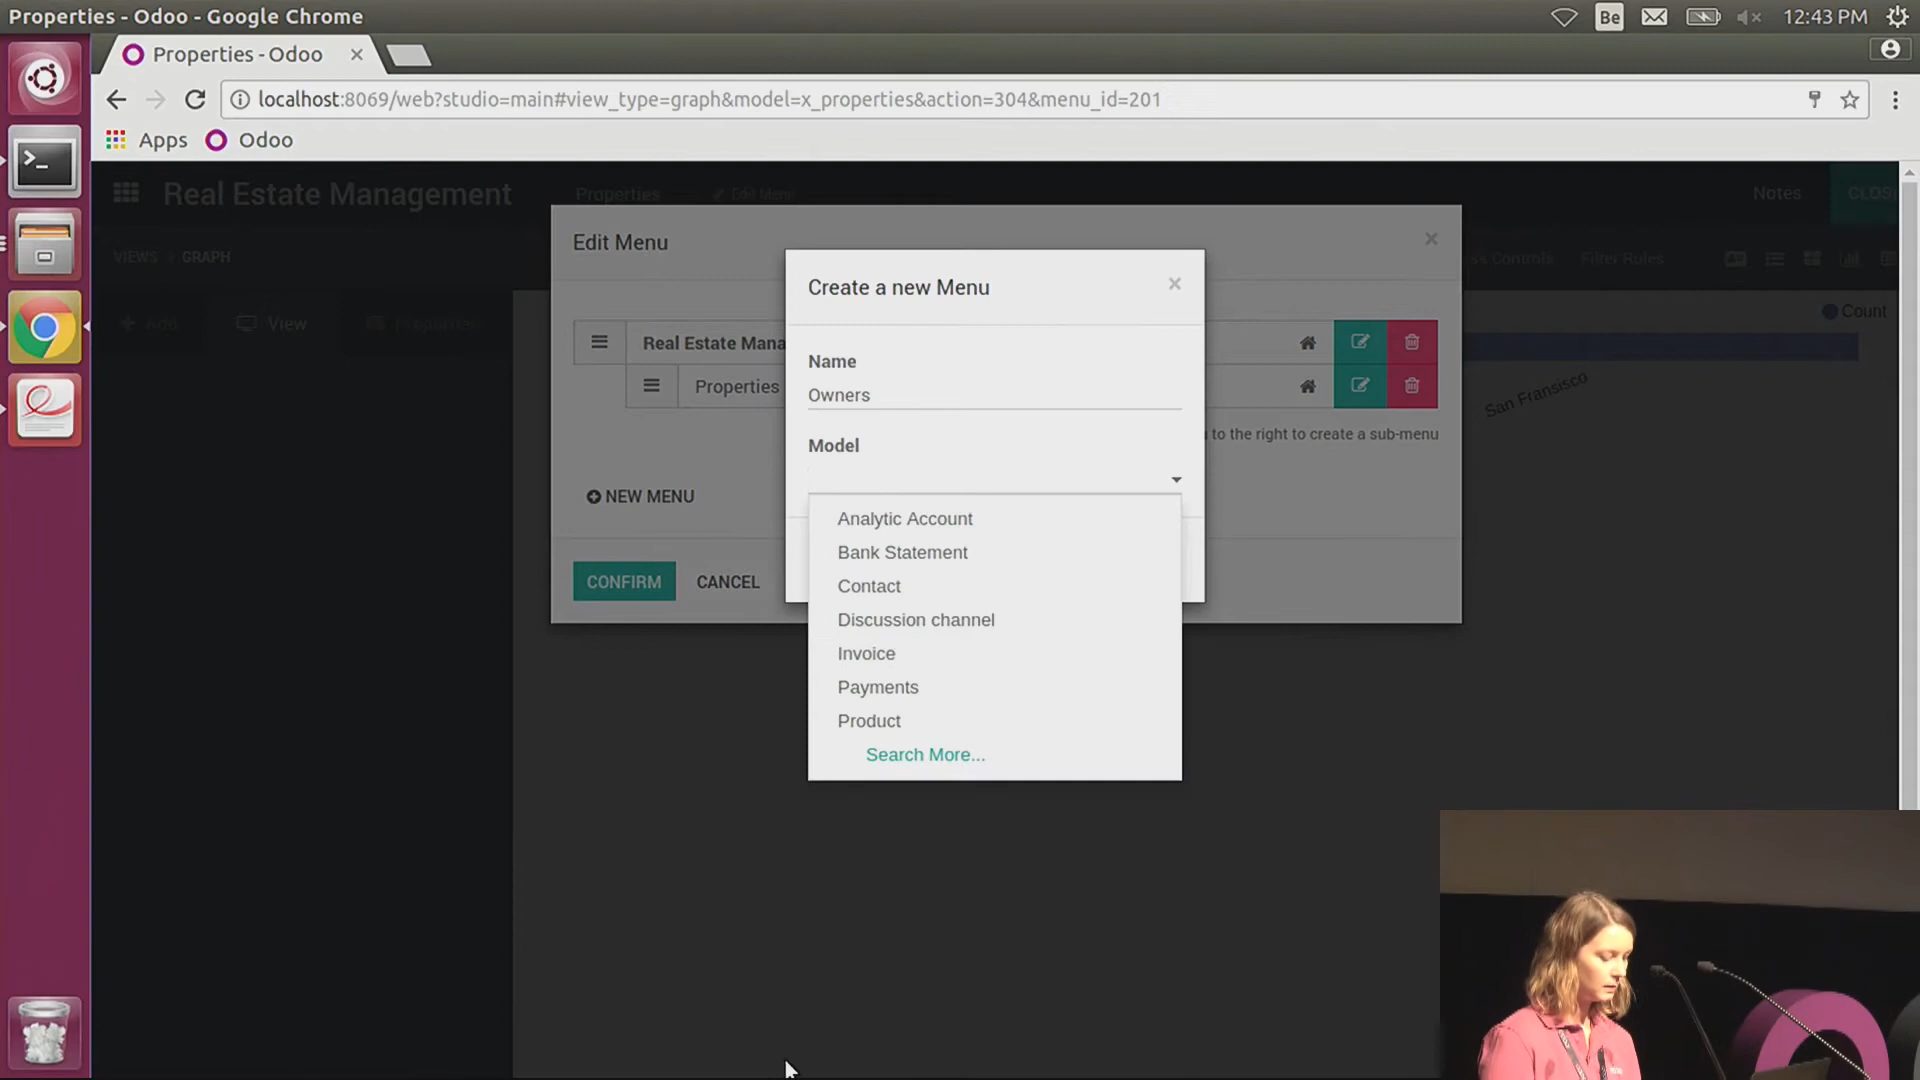 Properties - Odoo - Google Chrome
Be
12:43 PM
Properties - Odoo
localhost:8069/web?studio=main#view_type=graph&model=x_properties&action=304&menu_id=201
Apps
Odoo
Real Estate Management
Properties
Edit Menu
Notes
CLOS
VIEWS
GRAPH
ss Controls
Filter Rules
Add
View
Properties
Count
San Fransisco
Edit Menu
Real Estate Mana
Properties
to the right to create a sub-menu
NEW MENU
CONFIRM
CANCEL
Create a new Menu
Name
Owners
Model
Analytic Account
Bank Statement
Contact
Discussion channel
Invoice
Payments
Product
Search More...